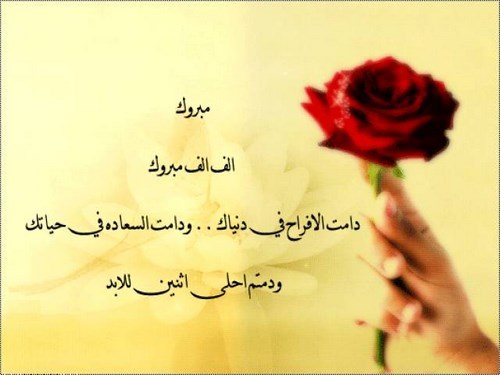 مبروك
الف الف مبروك
دامت الافراح في دنياك . . ودامت السعاده في حياتك
ودمتم احلى اثنين للابد